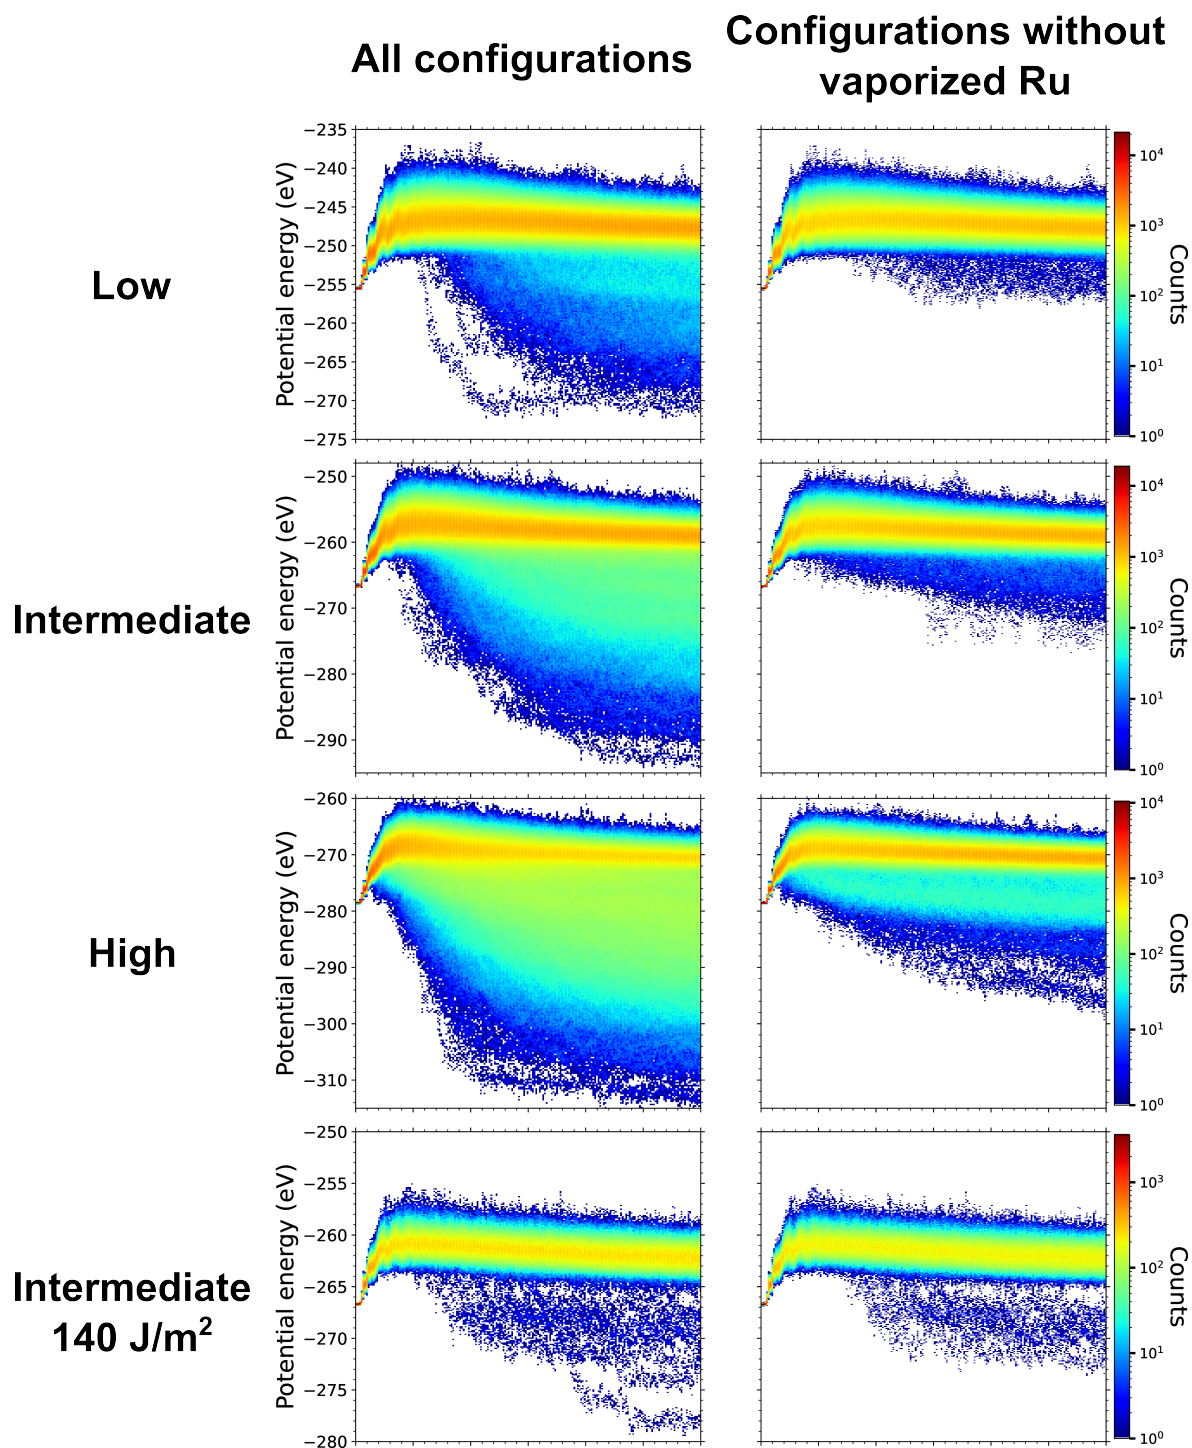 All configurations
Configurations without
vaporized Ru
Low
Potential energy (eV)
−235
−240
−245
−250
−255
−260
−265
−270
−275
10⁴
10³
10²
10¹
10⁰
Counts
Intermediate
Potential energy (eV)
−250
−260
−270
−280
−290
10⁴
10³
10²
10¹
10⁰
Counts
High
Potential energy (eV)
−260
−270
−280
−290
−300
−310
10⁴
10³
10²
10¹
10⁰
Counts
Intermediate
140 J/m²
Potential energy (eV)
−250
−255
−260
−265
−270
−275
−280
10³
10²
10¹
10⁰
Counts